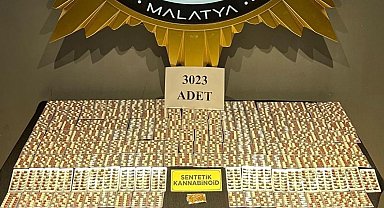 MALATYA
3023
ADET
SENTETİK
KANNABİNOİD